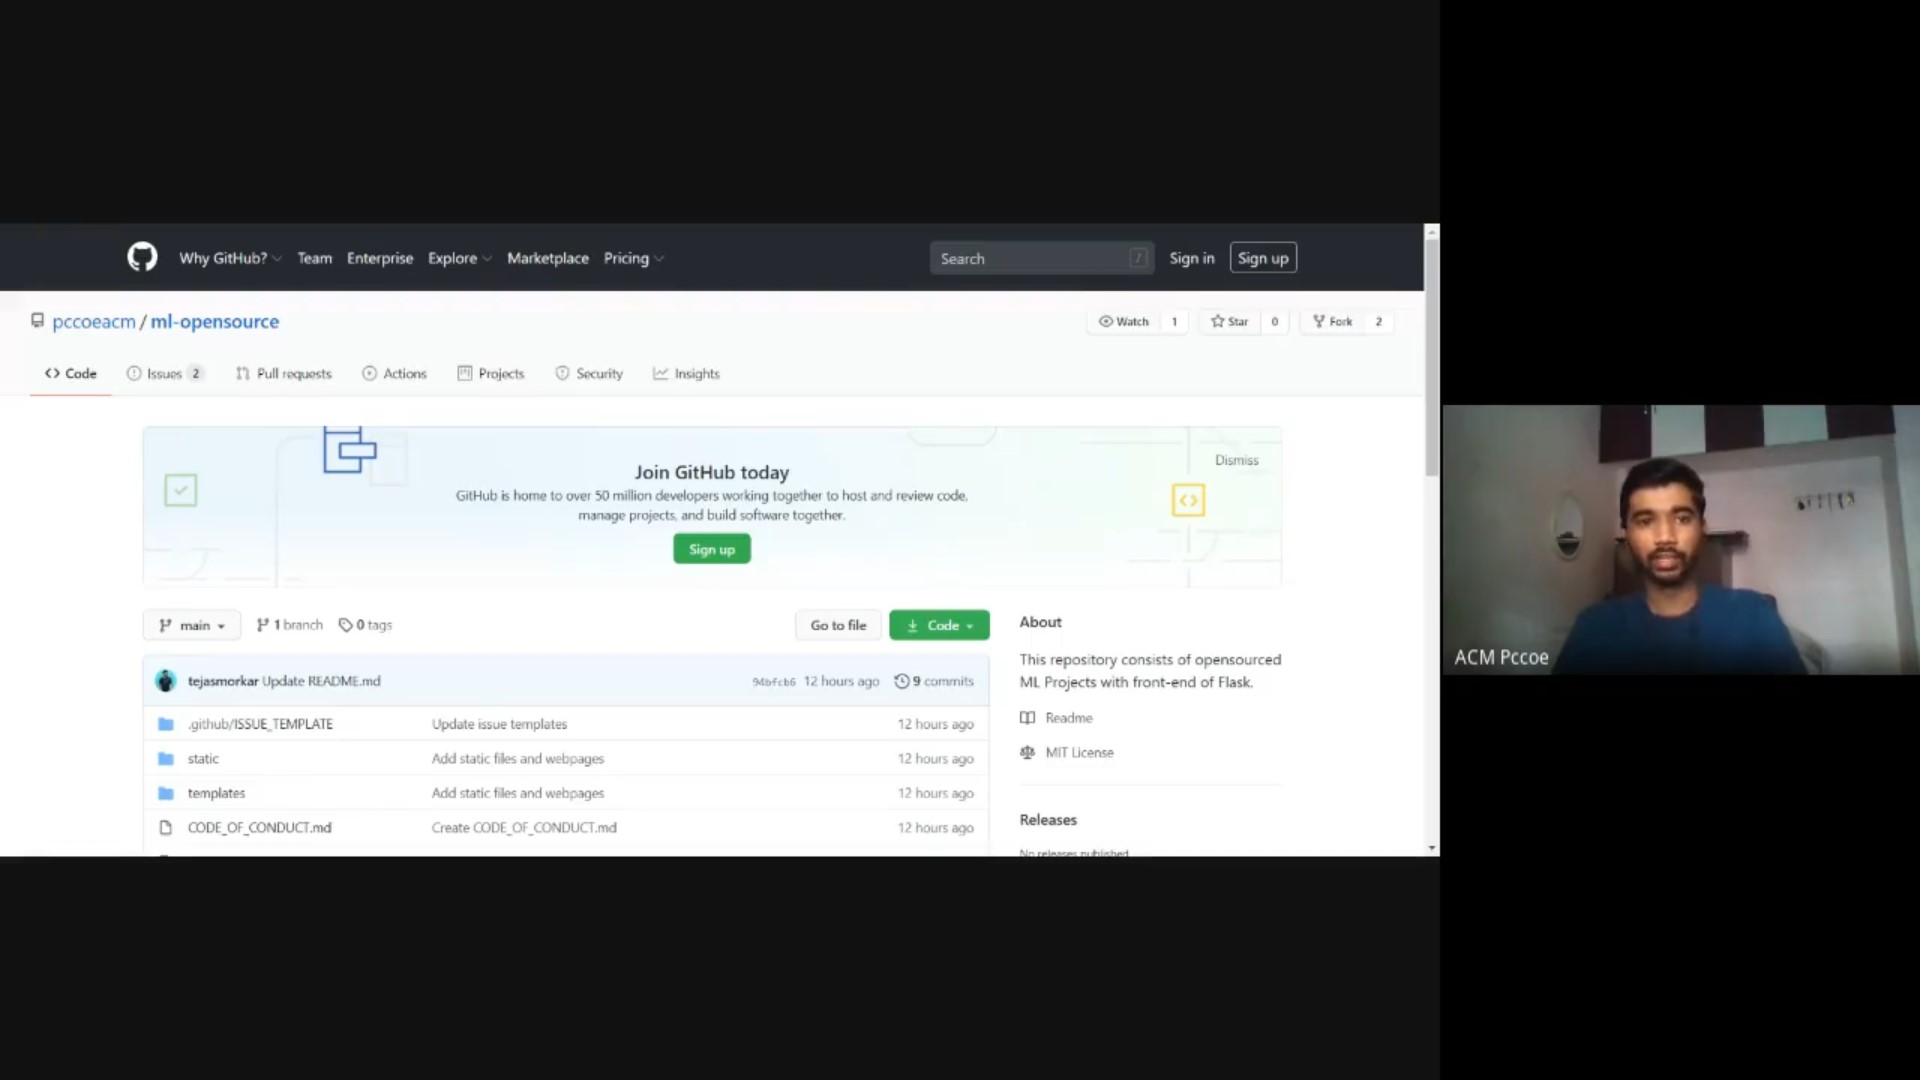 Why GitHub? Team Enterprise Explore Marketplace Pricing Search / Sign in Sign up
pccoeacm / ml-opensource Watch 1 Star 0 Fork 2
<> Code Issues 2 Pull requests Actions Projects Security Insights
Join GitHub today
Dismiss
GitHub is home to over 50 million developers working together to host and review code,
manage projects, and build software together.
Sign up
main 1 branch 0 tags Go to file Code
tejasmorkar Update README.md 94bfcb6 12 hours ago 9 commits
.github/ISSUE_TEMPLATE Update issue templates 12 hours ago
static Add static files and webpages 12 hours ago
templates Add static files and webpages 12 hours ago
CODE_OF_CONDUCT.md Create CODE_OF_CONDUCT.md 12 hours ago
About
This repository consists of opensourced
ML Projects with front-end of Flask.
Readme
MIT License
Releases
No releases published
ACM Pccoe